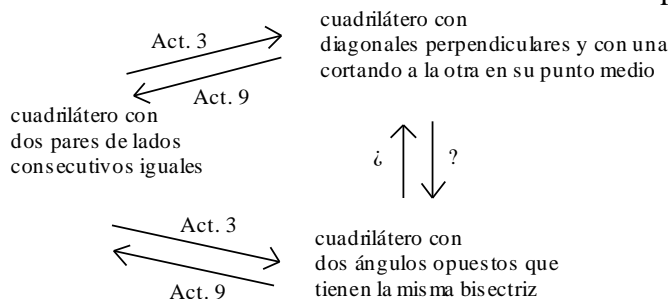 cuadrilátero con
Act. 3
diagonales perpendiculares y con una
cortando a la otra en su punto medio
Act. 9
cuadrilátero con
dos pares de lados
consecutivos iguales
¿ ?
Act. 3
cuadrilátero con
dos ángulos opuestos que
Act. 9
tienen la misma bisectriz